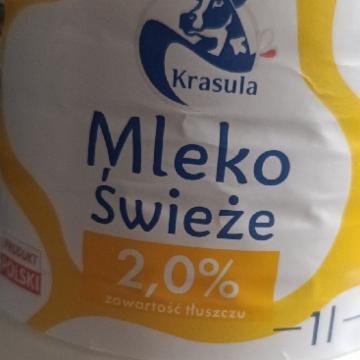 Krasula
Mleko
Świeże
PRODUKT
POLSKI
2,0%
zawartość tłuszczu
1l